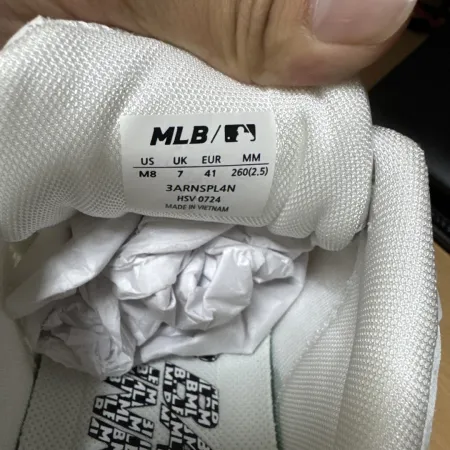 MLB/
US UK EUR MM
M8 7 41 260(2.5)
3ARNSPL4N
HSV 0724
MADE IN VIETNAM